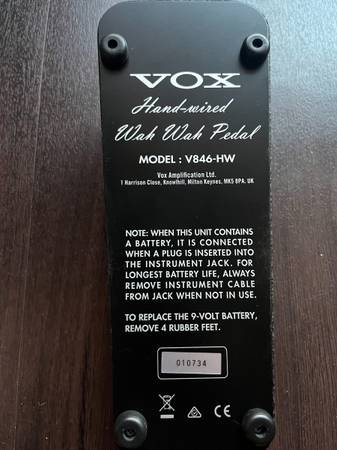 VOX
Hand-wired
Wah Wah Pedal
MODEL : V846-HW
Vox Amplification Ltd.
1 Harrison Close, Knowlhill, Milton Keynes, MK5 8PA, UK
NOTE: WHEN THIS UNIT CONTAINS
A BATTERY, IT IS CONNECTED
WHEN A PLUG IS INSERTED INTO
THE INSTRUMENT JACK. FOR
LONGEST BATTERY LIFE, ALWAYS
REMOVE INSTRUMENT CABLE
FROM JACK WHEN NOT IN USE.
TO REPLACE THE 9-VOLT BATTERY,
REMOVE 4 RUBBER FEET.
010734
CE